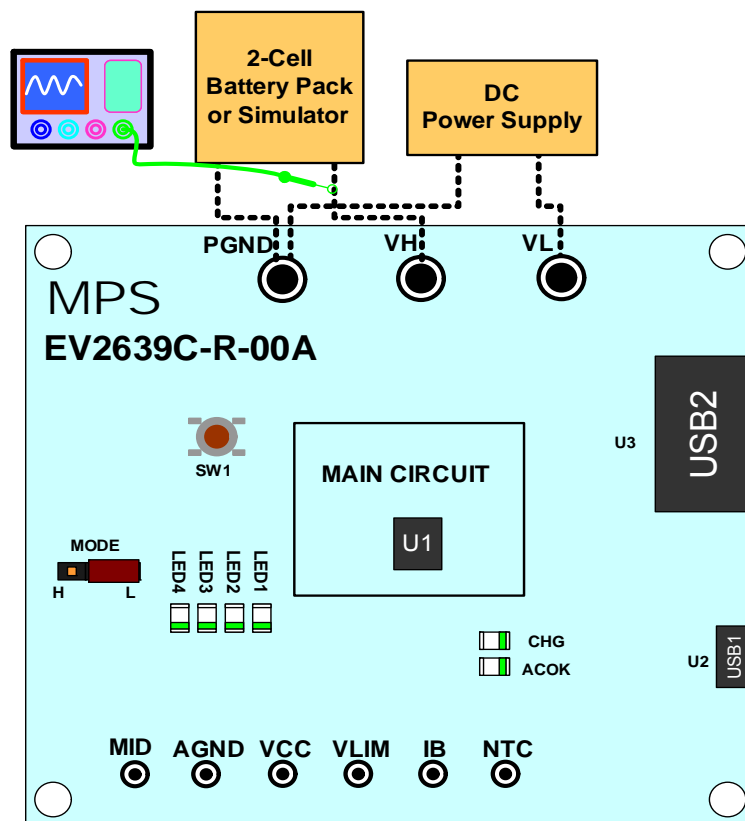 2-Cell
Battery Pack
or Simulator
DC
Power Supply
PGND
VH
VL
MPS
EV2639C-R-00A
SW1
MAIN CIRCUIT
U1
U3
USB2
MODE
H
L
LED4
LED3
LED2
LED1
CHG
ACOK
U2
USB1
MID
AGND
VCC
VLIM
IB
NTC